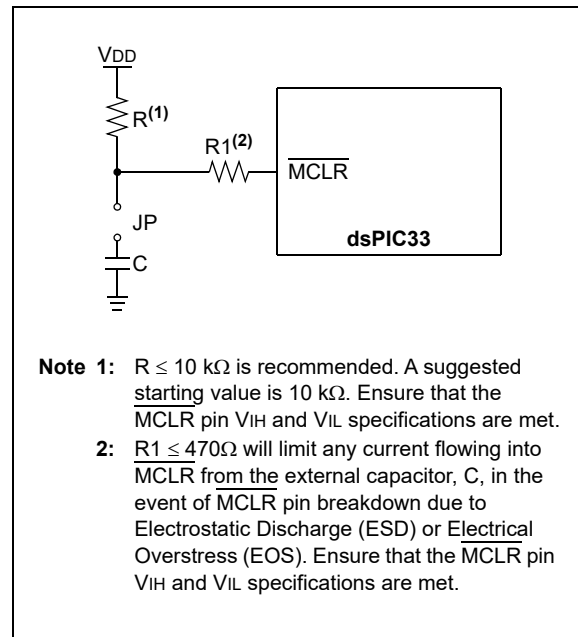 VDD
R(1)
R1(2)
MCLR
JP
dsPIC33
C
Note 1: R ≤ 10 kΩ is recommended. A suggested
starting value is 10 kΩ. Ensure that the
MCLR pin VIH and VIL specifications are met.
2: R1 ≤ 470Ω will limit any current flowing into
MCLR from the external capacitor, C, in the
event of MCLR pin breakdown due to
Electrostatic Discharge (ESD) or Electrical
Overstress (EOS). Ensure that the MCLR pin
VIH and VIL specifications are met.